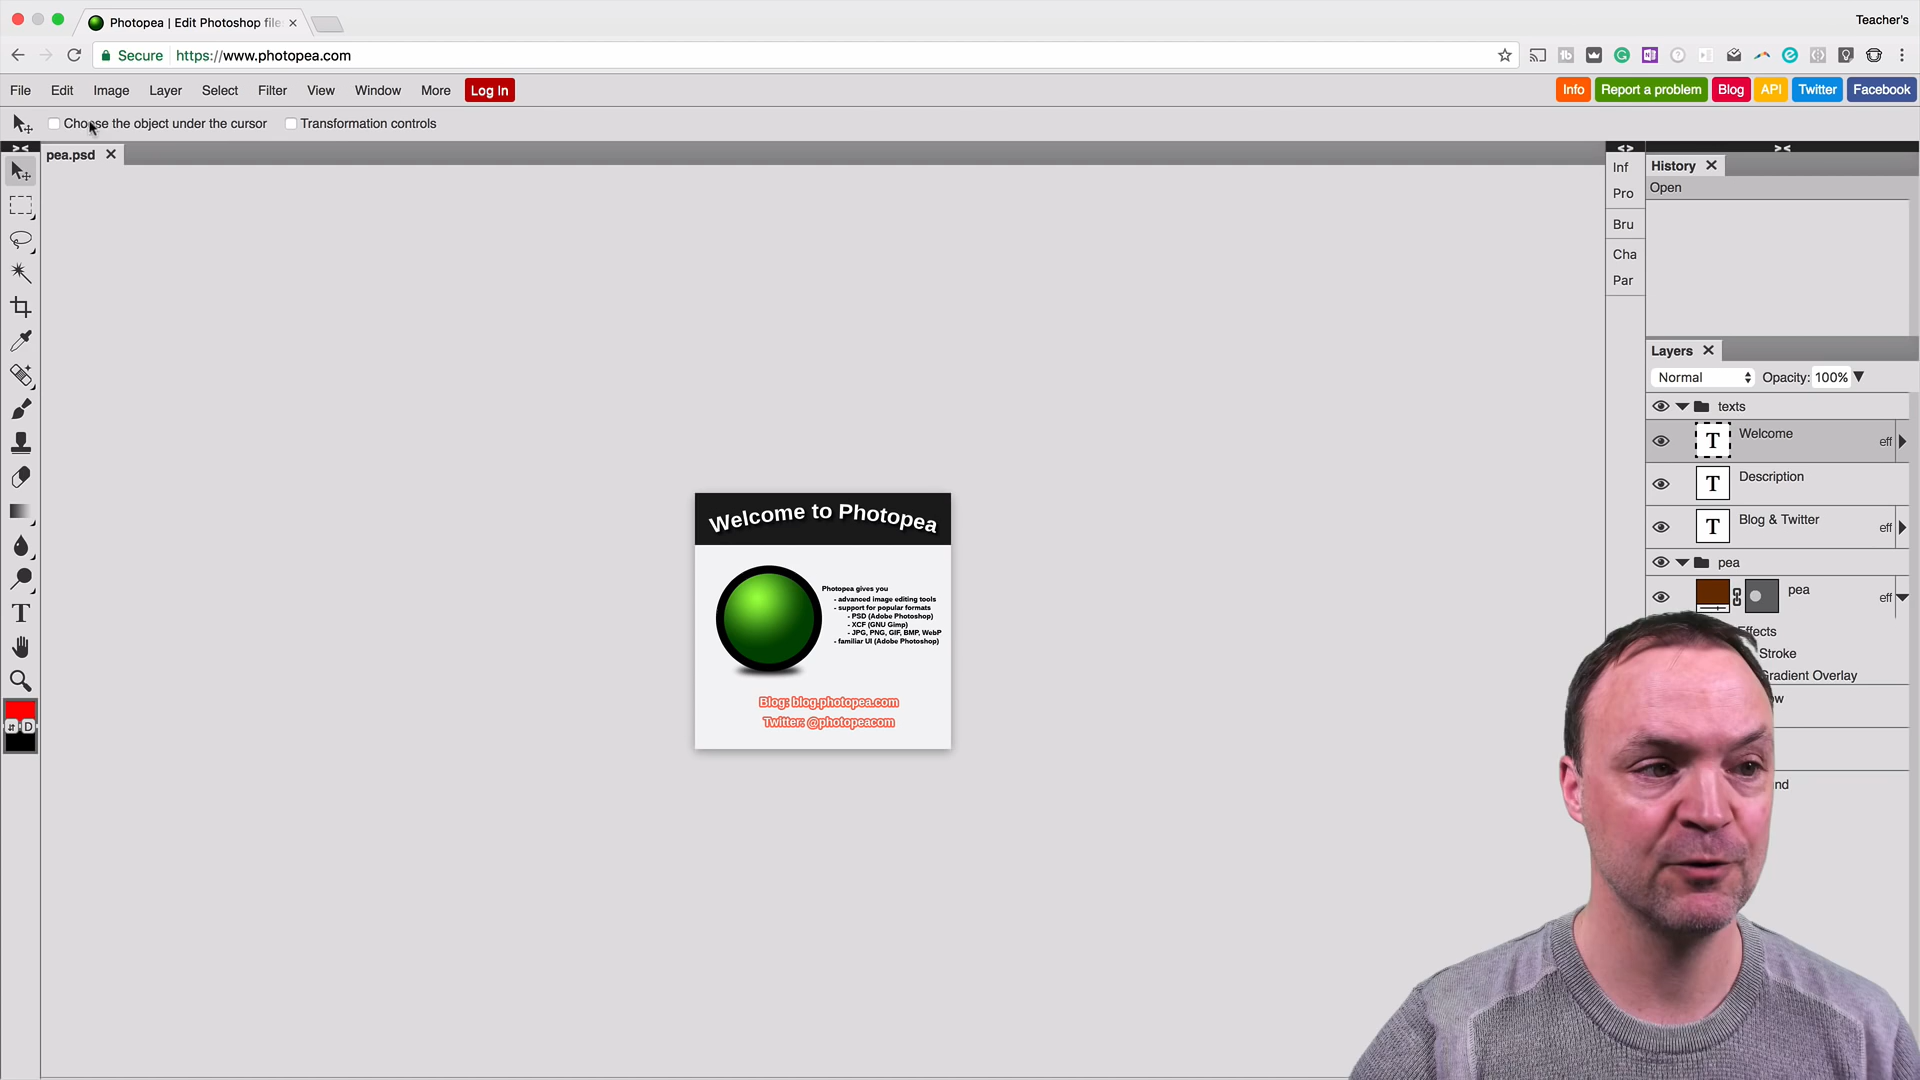 Photopea | Edit Photoshop file
Teacher's
Secure https://www.photopea.com
File Edit Image Layer Select Filter View Window More Log In Info Report a problem Blog API Twitter Facebook
Choose the object under the cursor Transformation controls
pea.psd
Inf
Pro
Bru
Cha
Par
History
Open
Layers
Normal Opacity: 100%
texts
Welcome eff
Description
Blog & Twitter eff
pea
pea eff
ffects
Stroke
Gradient Overlay
ow
nd
T
D
Welcome to Photopea
Photopea gives you
- advanced image editing tools
- support for popular formats
- PSD (Adobe Photoshop)
- XCF (GNU Gimp)
- JPG, PNG, GIF, BMP, WebP
- familiar UI (Adobe Photoshop)
Blog: blog.photopea.com
Twitter: @photopeacom